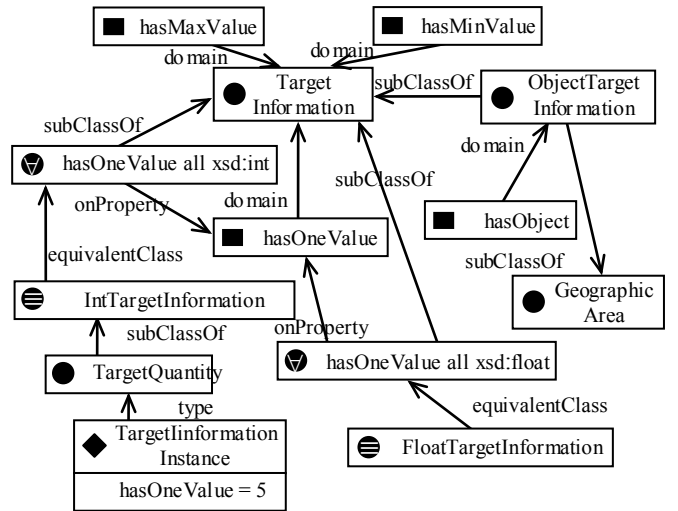 hasMaxValue
hasMinValue
domain
domain
Target
Information
subClassOf
ObjectTarget
Information
subClassOf
domain
hasOneValue all xsd:int
subClassOf
onProperty
domain
hasObject
hasOneValue
equivalentClass
subClassOf
IntTargetInformation
Geographic
Area
subClassOf
onProperty
TargetQuantity
hasOneValue all xsd:float
type
equivalentClass
TargetIinformation
Instance
FloatTargetInformation
hasOneValue = 5